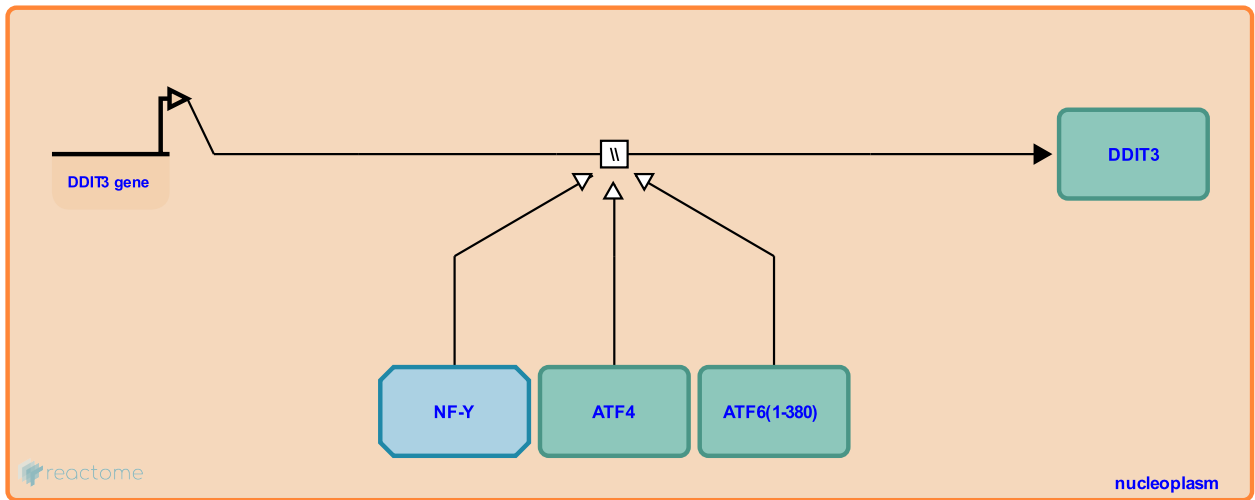 \\
DDIT3 gene
DDIT3
NF-Y
ATF4
ATF6(1-380)
reactome
nucleoplasm